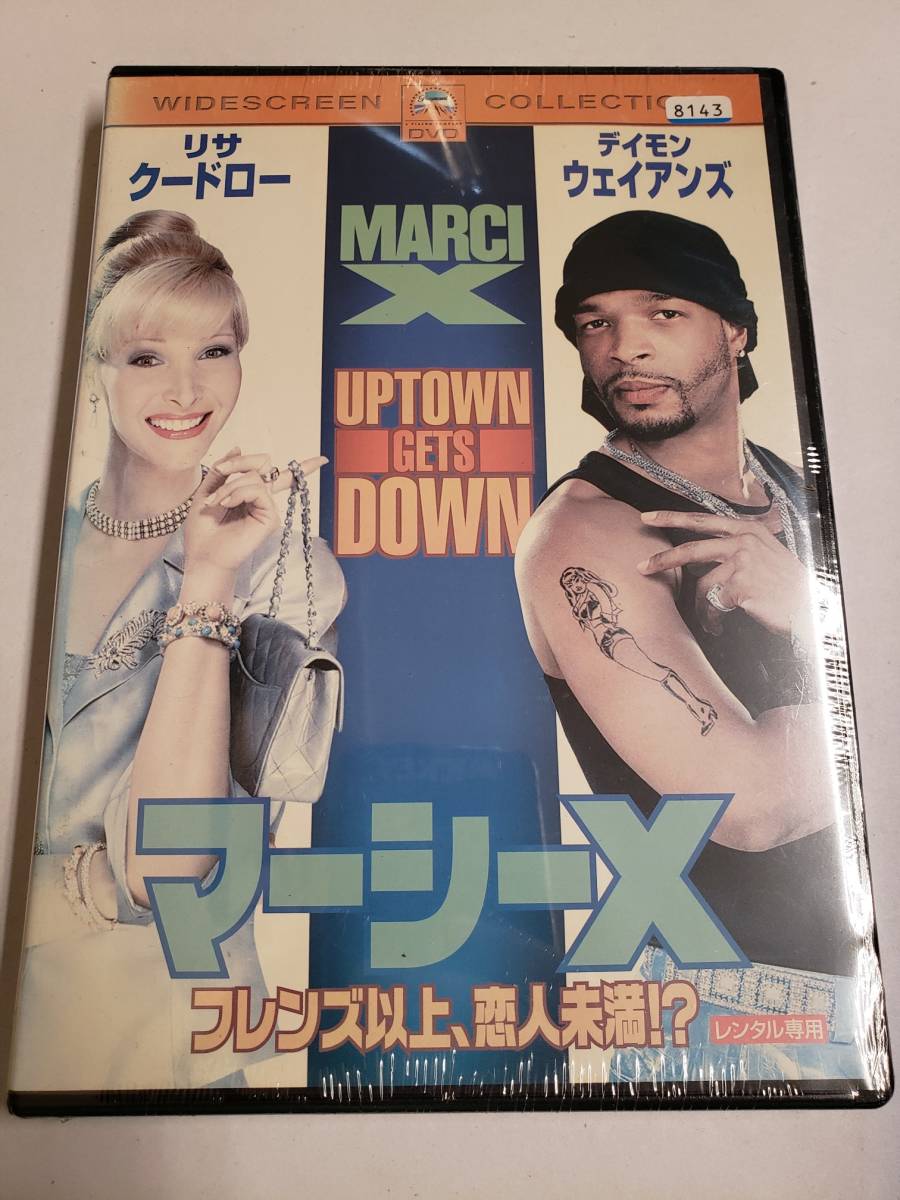 WIDESCREEN
DVD
COLLECTIO
8143
リサ
クードロー
デイモン
ウェイアンズ
MARCI
X
UPTOWN
GETS
DOWN
マーシーX
フレンズ以上、恋人未満!?
レンタル専用